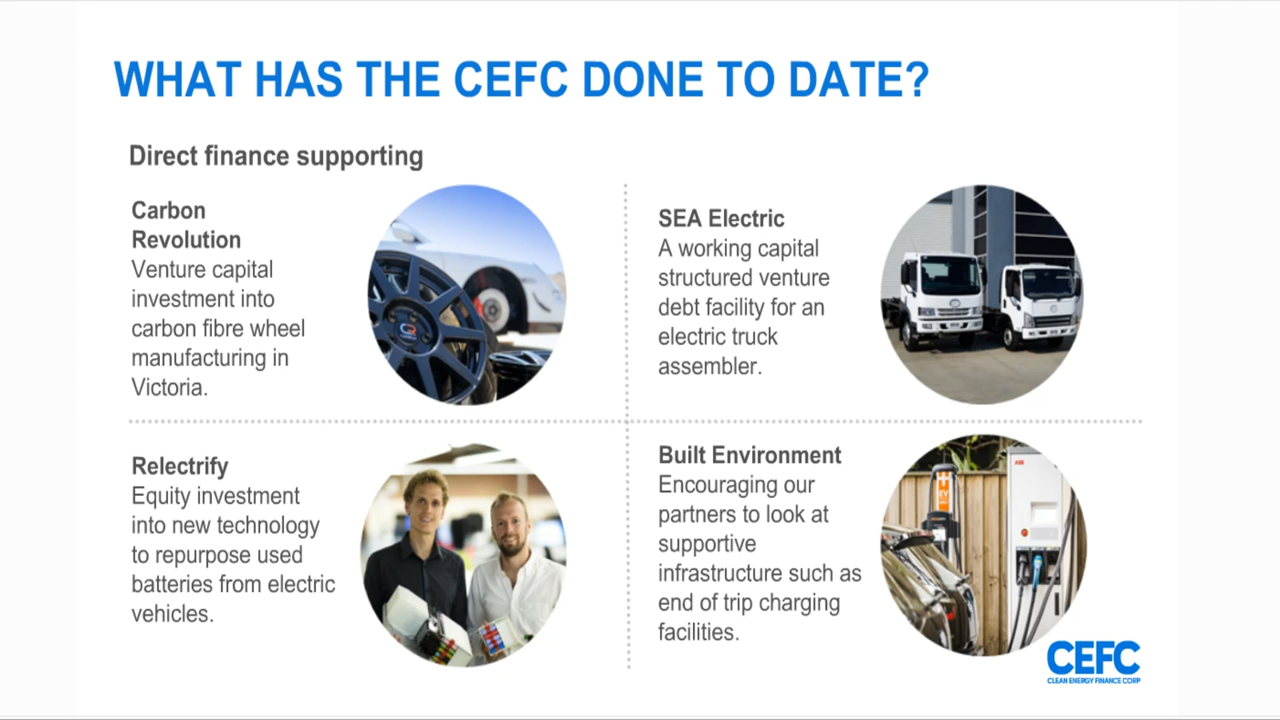 WHAT HAS THE CEFC DONE TO DATE?
Direct finance supporting
Carbon
Revolution
Venture capital
investment into
carbon fibre wheel
manufacturing in
Victoria.
SEA Electric
A working capital
structured venture
debt facility for an
electric truck
assembler.
Relectrify
Equity investment
into new technology
to repurpose used
batteries from electric
vehicles.
Built Environment
Encouraging our
partners to look at
supportive
infrastructure such as
end of trip charging
facilities.
EV
ABB
CEFC
CLEAN ENERGY FINANCE CORP